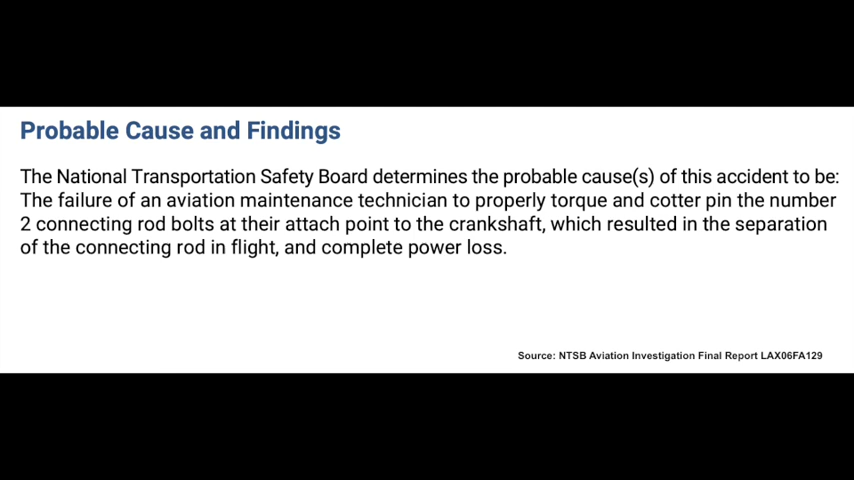 Probable Cause and Findings
The National Transportation Safety Board determines the probable cause(s) of this accident to be:
The failure of an aviation maintenance technician to properly torque and cotter pin the number
2 connecting rod bolts at their attach point to the crankshaft, which resulted in the separation
of the connecting rod in flight, and complete power loss.
Source: NTSB Aviation Investigation Final Report LAX06FA129